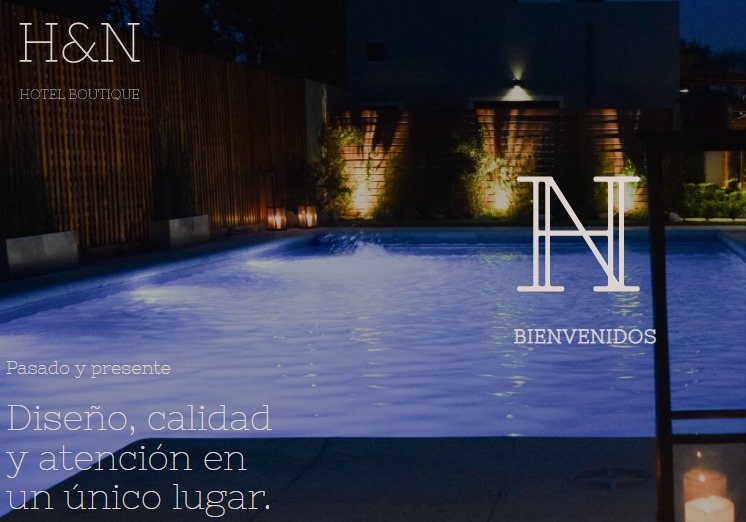 H&N
HOTEL BOUTIQUE
HN
BIENVENIDOS
Pasado y presente
Diseño, calidad
y atención en
un único lugar.